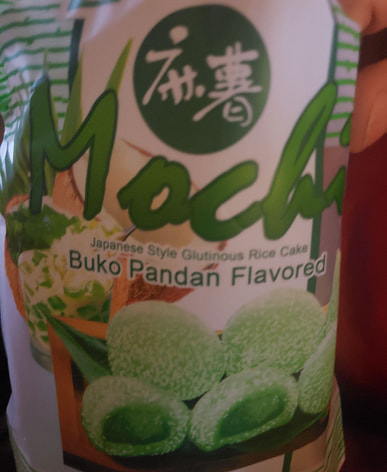 麻薯
Mochi
Japanese Style Glutinous Rice Cake
Buko Pandan Flavored